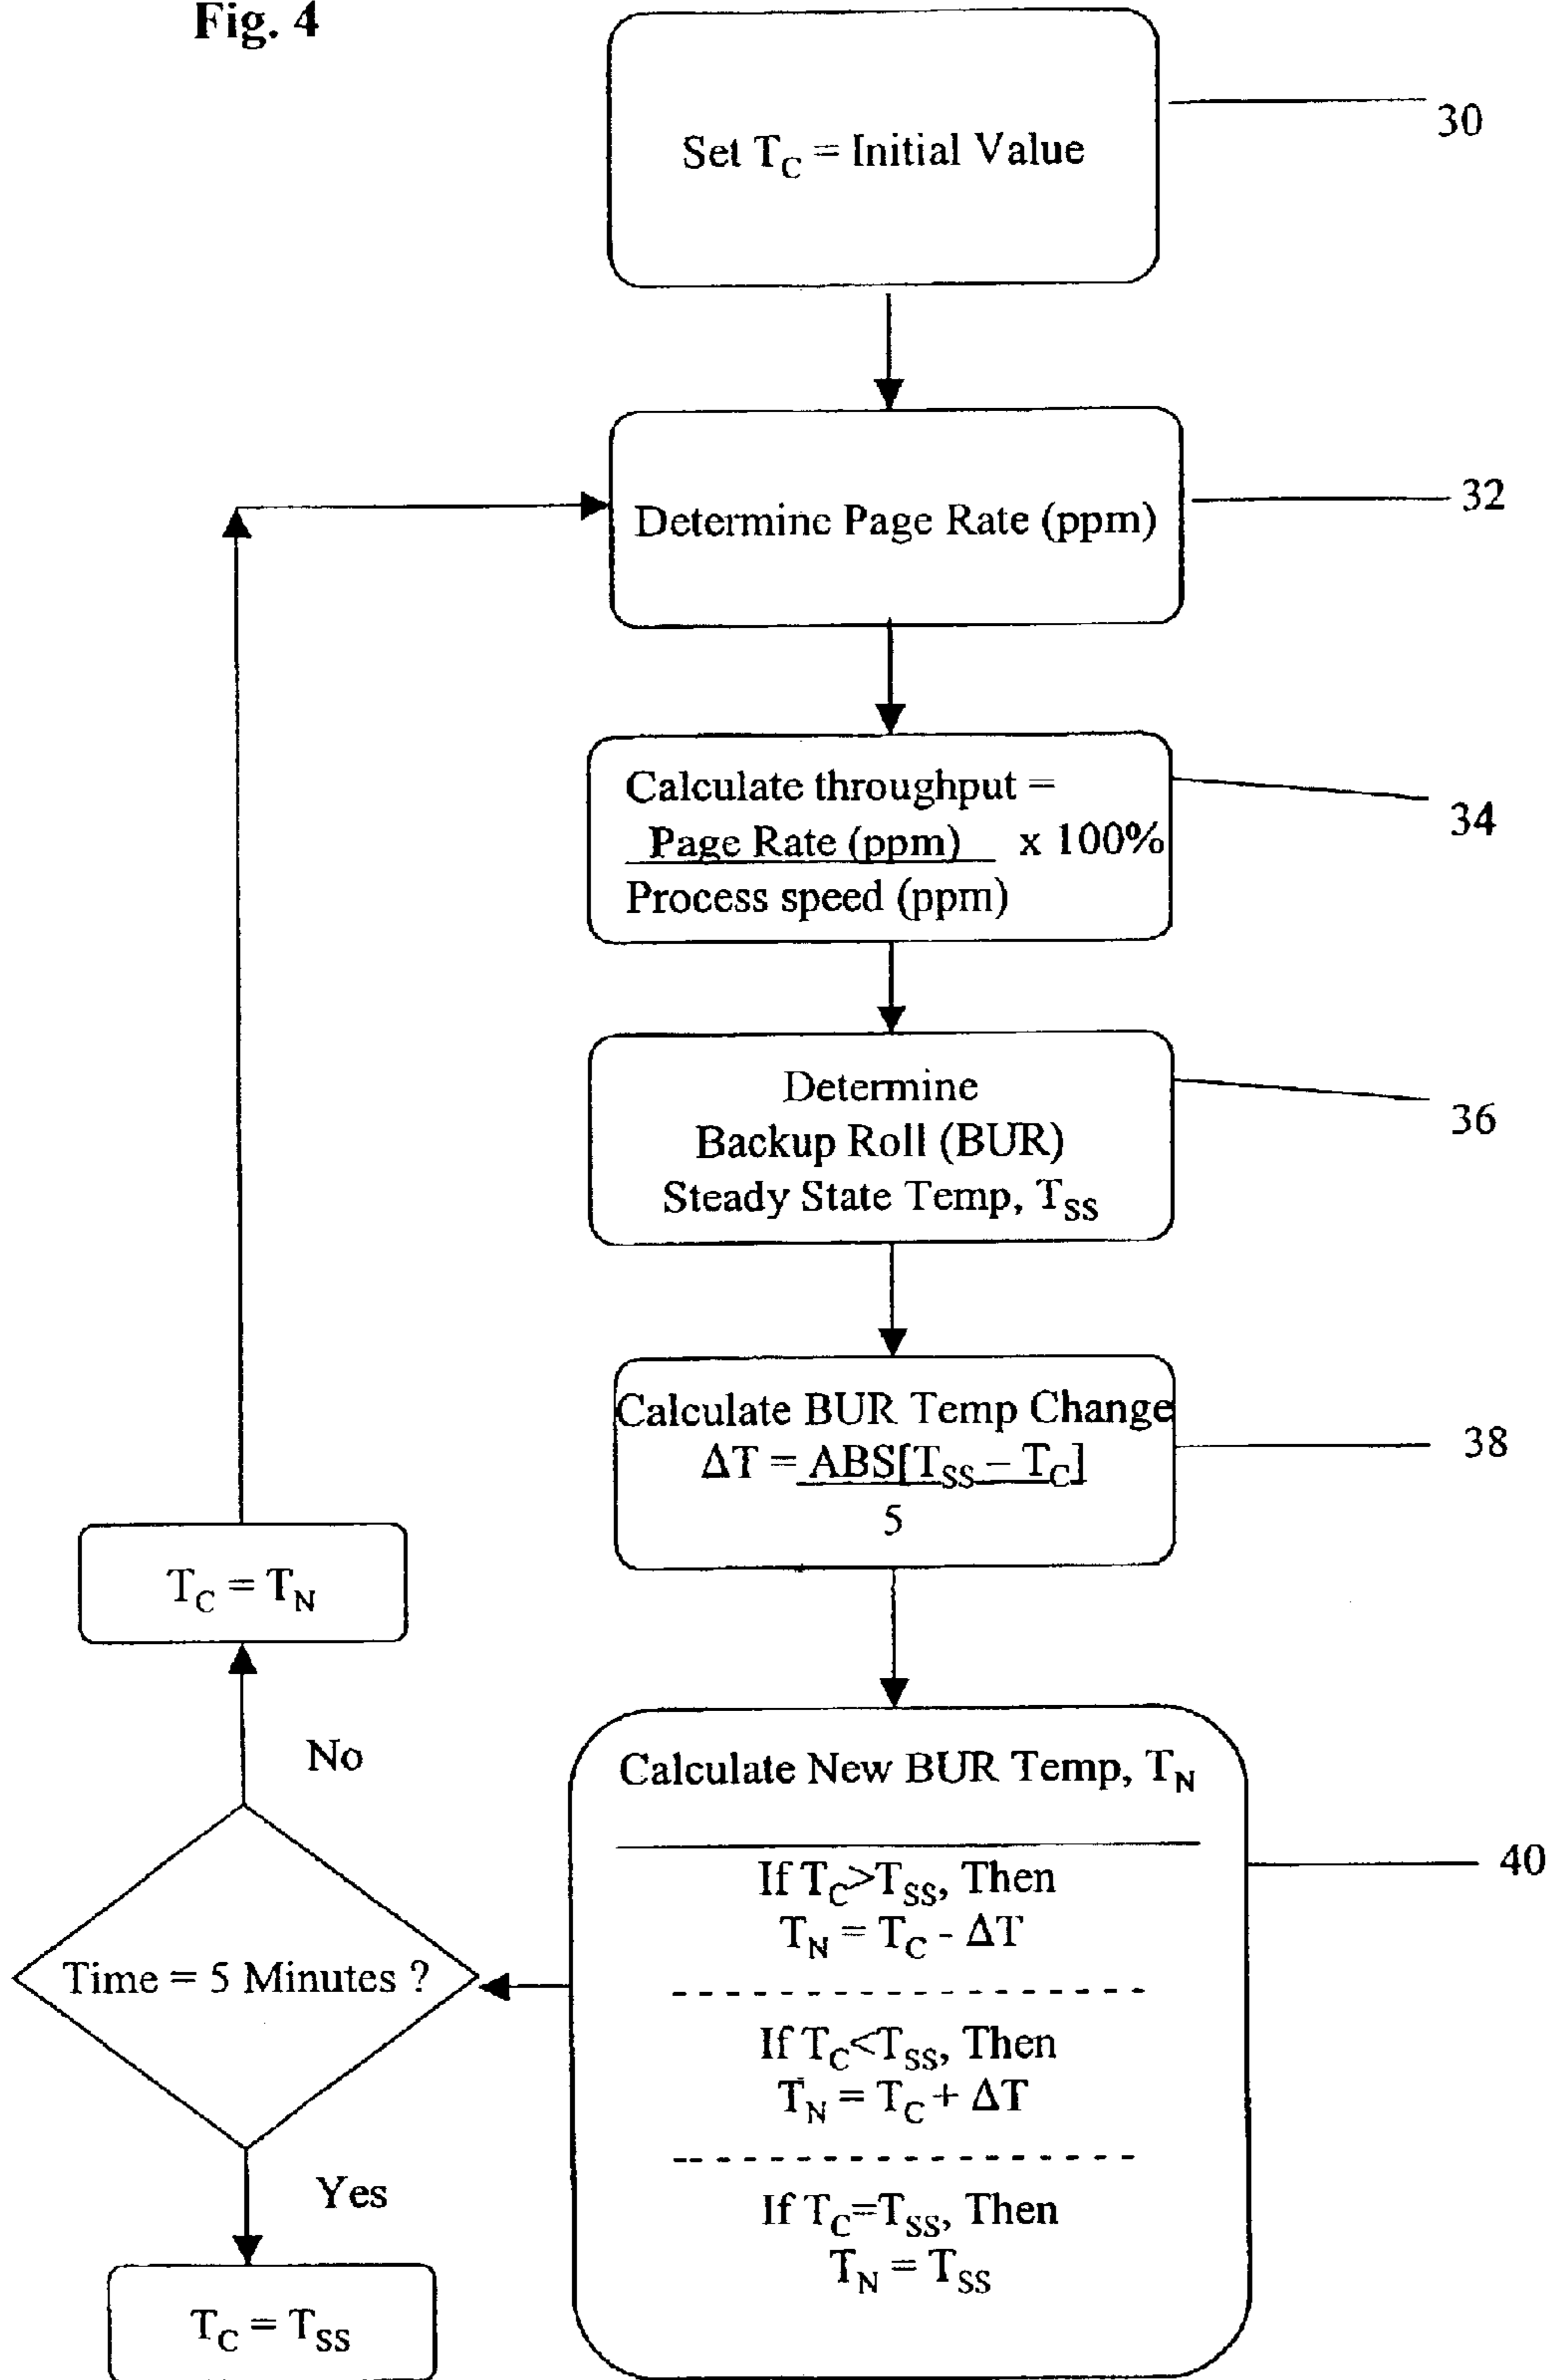 Fig. 4
Set T_C = Initial Value
30
Determine Page Rate (ppm)
32
Calculate throughput =
Page Rate (ppm) x 100%
Process speed (ppm)
34
Determine
Backup Roll (BUR)
Steady State Temp, T_SS
36
Calculate BUR Temp Change
ΔT = ABS[T_SS – T_C]
5
38
Calculate New BUR Temp, T_N
If T_C>T_SS, Then
T_N = T_C - ΔT
If T_C<T_SS, Then
T_N = T_C + ΔT
If T_C=T_SS, Then
T_N = T_SS
40
Time = 5 Minutes ?
No
T_C = T_N
Yes
T_C = T_SS